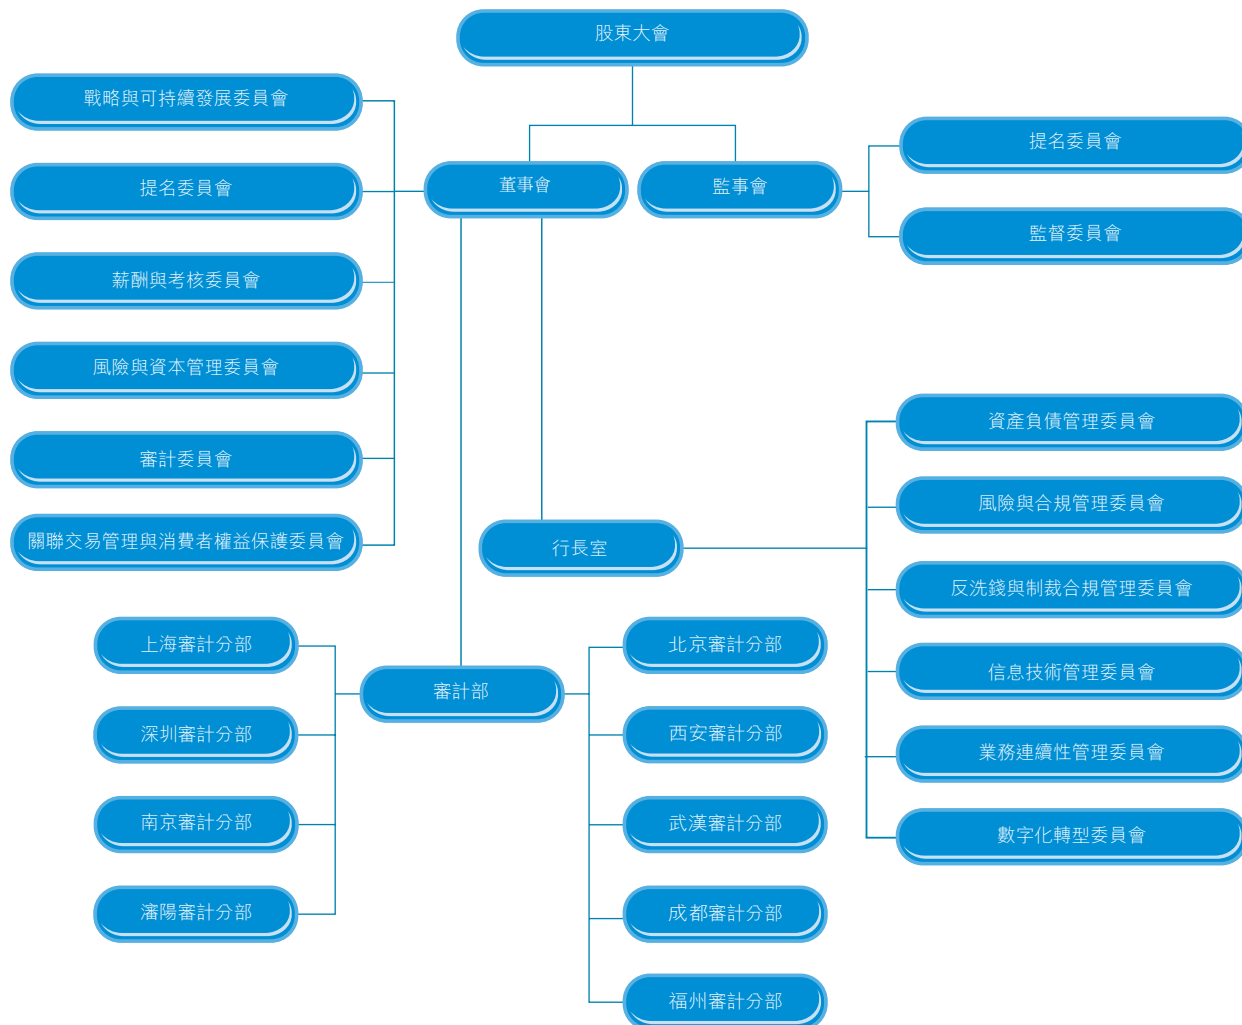 股東大會
戰略與可持續發展委員會
提名委員會
薪酬與考核委員會
風險與資本管理委員會
審計委員會
關聯交易管理與消費者權益保護委員會
董事會
監事會
提名委員會
監督委員會
行長室
資產負債管理委員會
風險與合規管理委員會
反洗錢與制裁合規管理委員會
信息技術管理委員會
業務連續性管理委員會
數字化轉型委員會
審計部
上海審計分部
深圳審計分部
南京審計分部
瀋陽審計分部
北京審計分部
西安審計分部
武漢審計分部
成都審計分部
福州審計分部